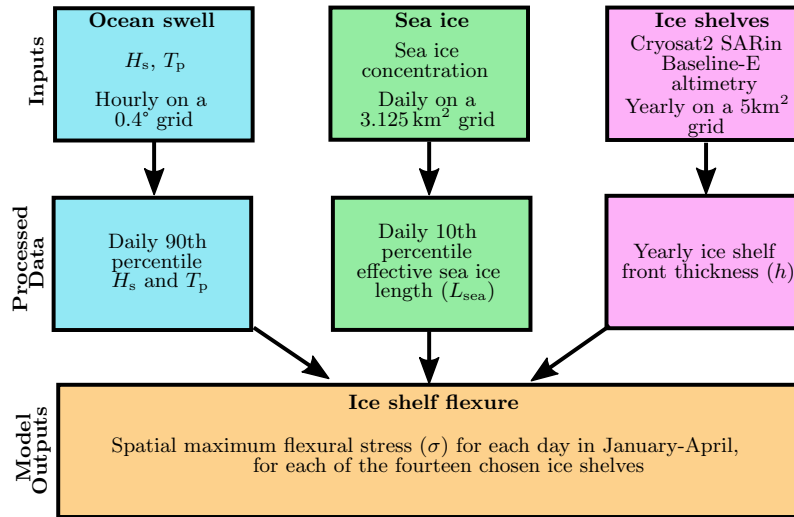 Inputs
Ocean swell
Hₛ, Tₚ
Hourly on a
0.4° grid
Sea ice
Sea ice
concentration
Daily on a
3.125 km² grid
Ice shelves
Cryosat2 SARin
Baseline-E
altimetry
Yearly on a 5km²
grid
Processed
Data
Daily 90th
percentile
Hₛ and Tₚ
Daily 10th
percentile
effective sea ice
length (L_sea)
Yearly ice shelf
front thickness (h)
Model
Outputs
Ice shelf flexure
Spatial maximum flexural stress (σ) for each day in January-April,
for each of the fourteen chosen ice shelves